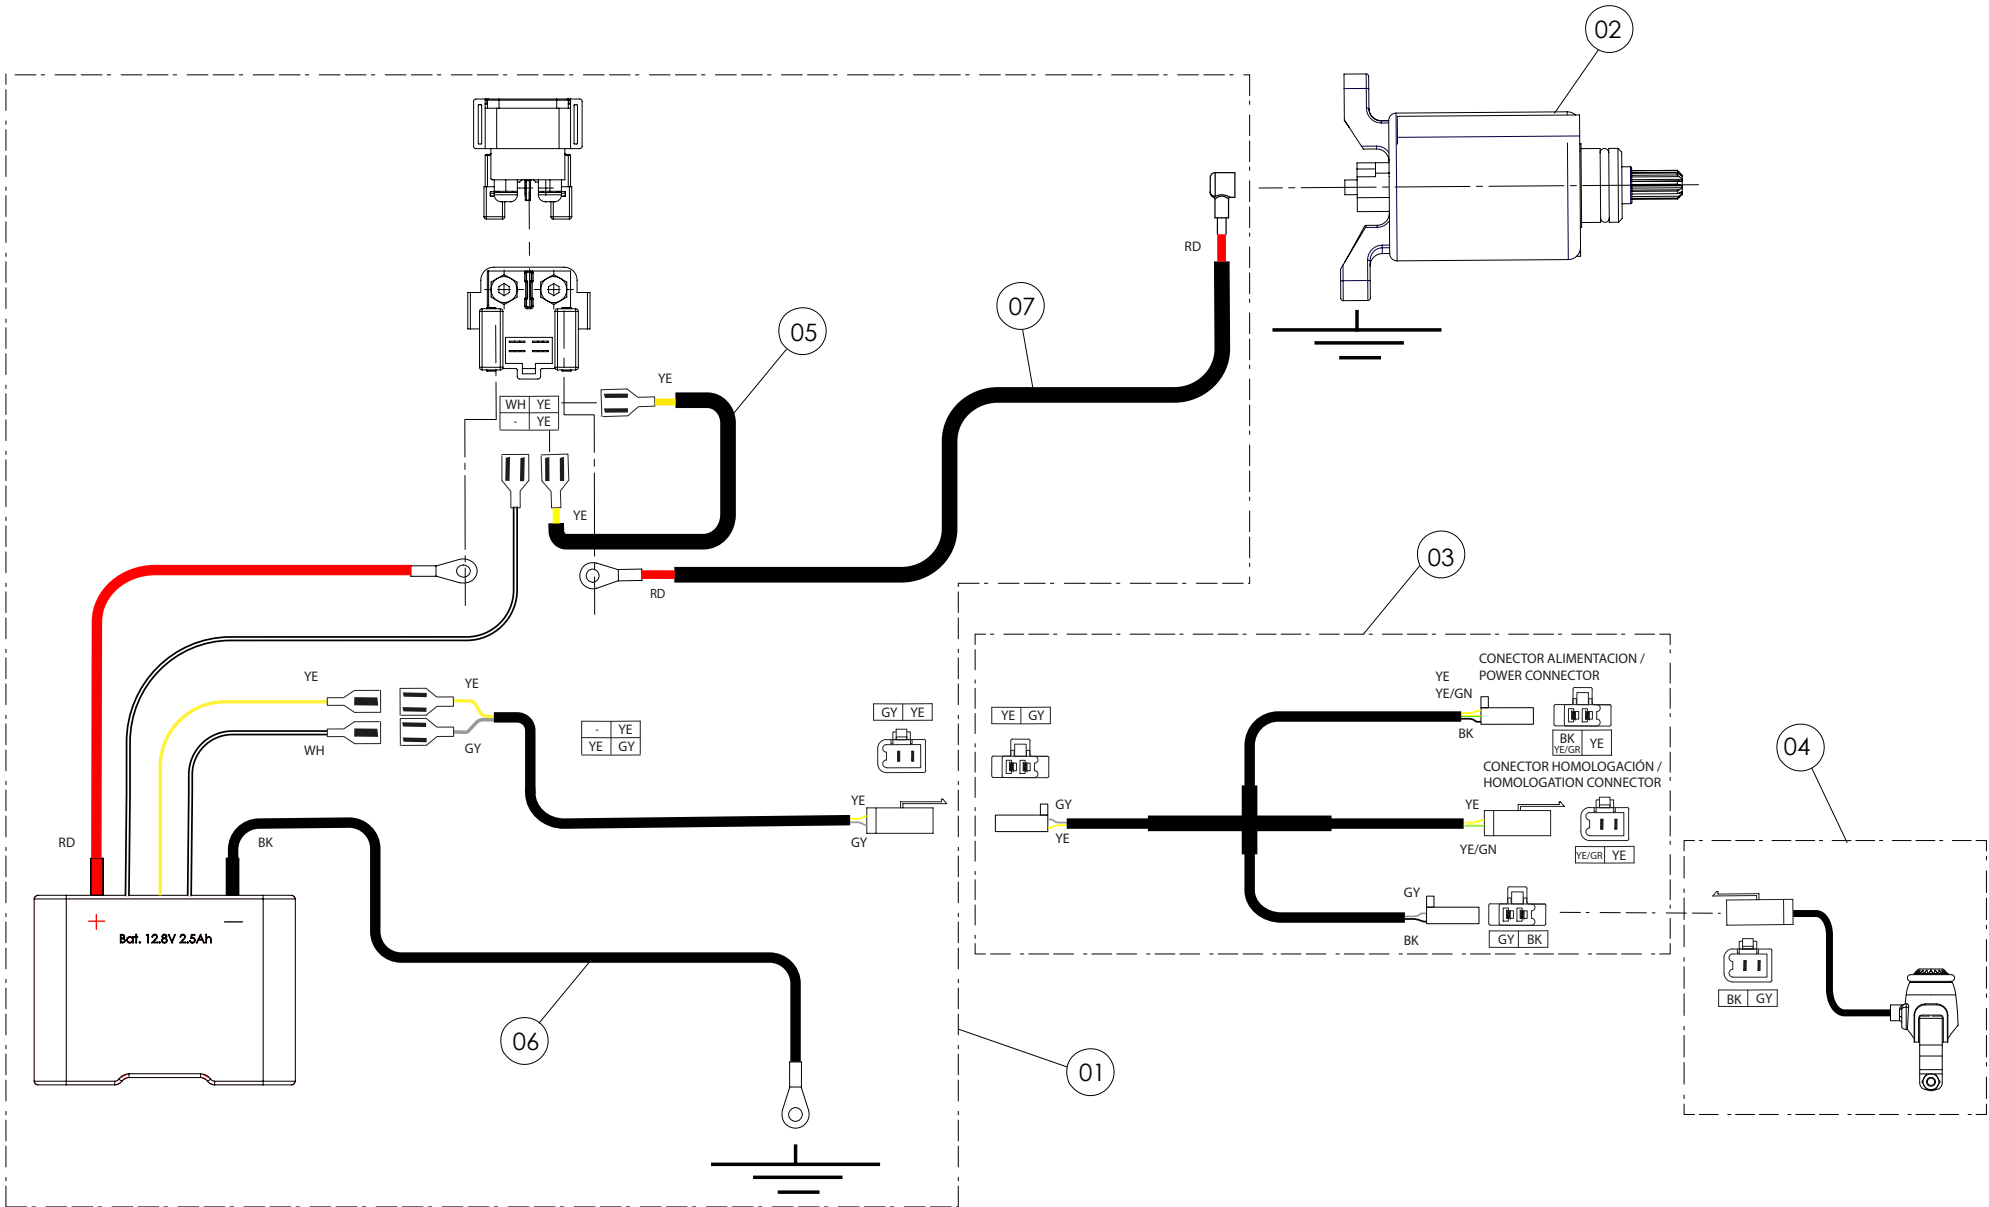 02
RD
07
05
YE
WH YE
- YE
YE
03
RD
CONECTOR ALIMENTACION /
POWER CONNECTOR
YE
YE/GN
BK
BK
YE/GR
YE
YE
YE
WH
GY
- YE
YE GY
GY YE
YE GY
04
CONECTOR HOMOLOGACIÓN /
HOMOLOGATION CONNECTOR
YE
GY
GY
YE
YE
YE/GN
YE/GR YE
RD
BK
GY
BK
GY BK
+
−
Bat. 12.8V 2.5Ah
BK GY
06
01